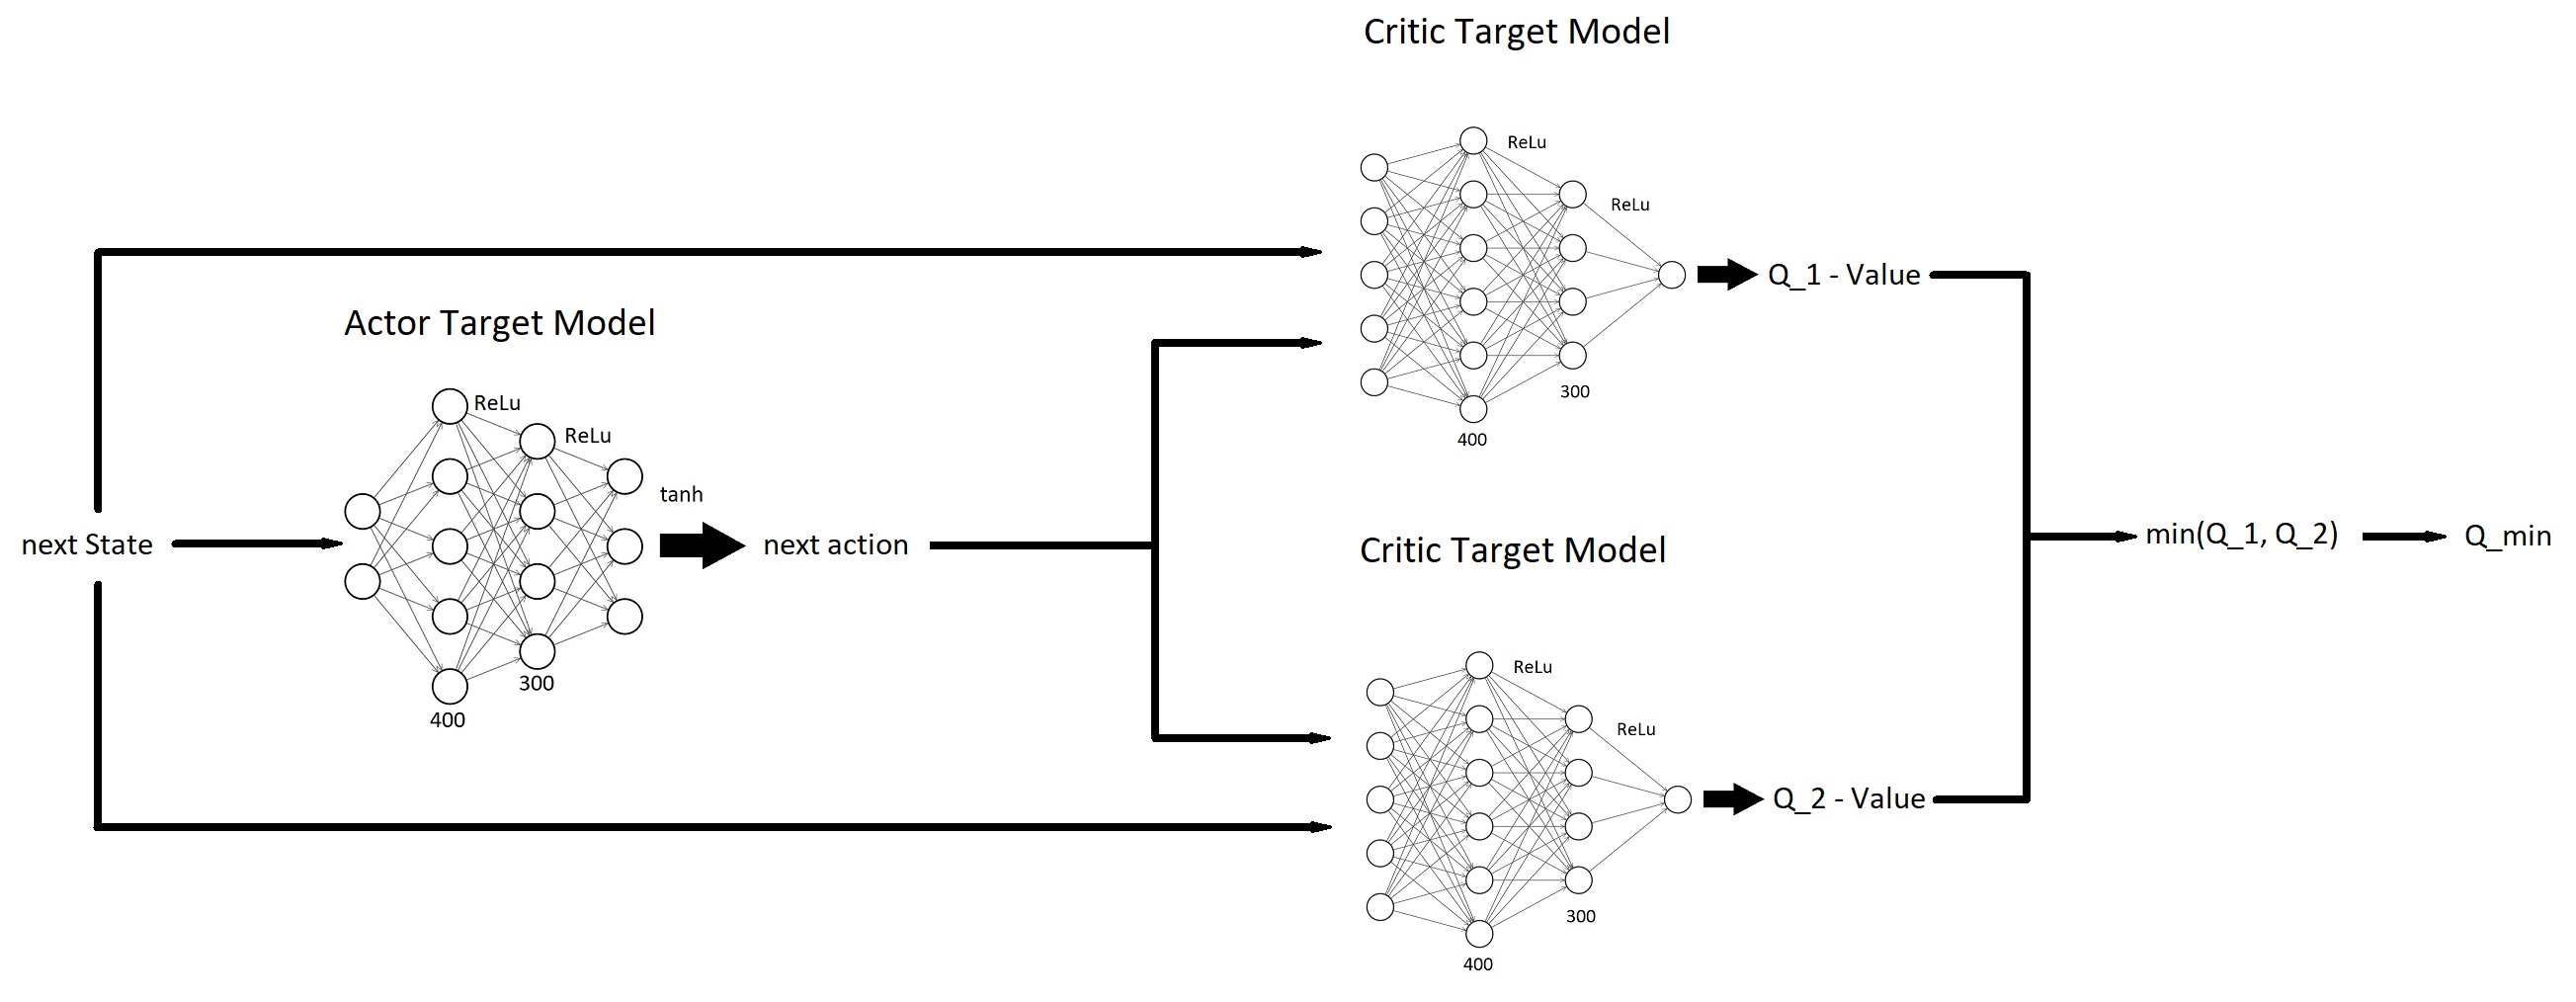 Critic Target Model
ReLu
ReLu
Q_1 - Value
300
400
Actor Target Model
ReLu
ReLu
tanh
next State
next action
300
400
min(Q_1, Q_2)
Q_min
Critic Target Model
ReLu
ReLu
Q_2 - Value
300
400